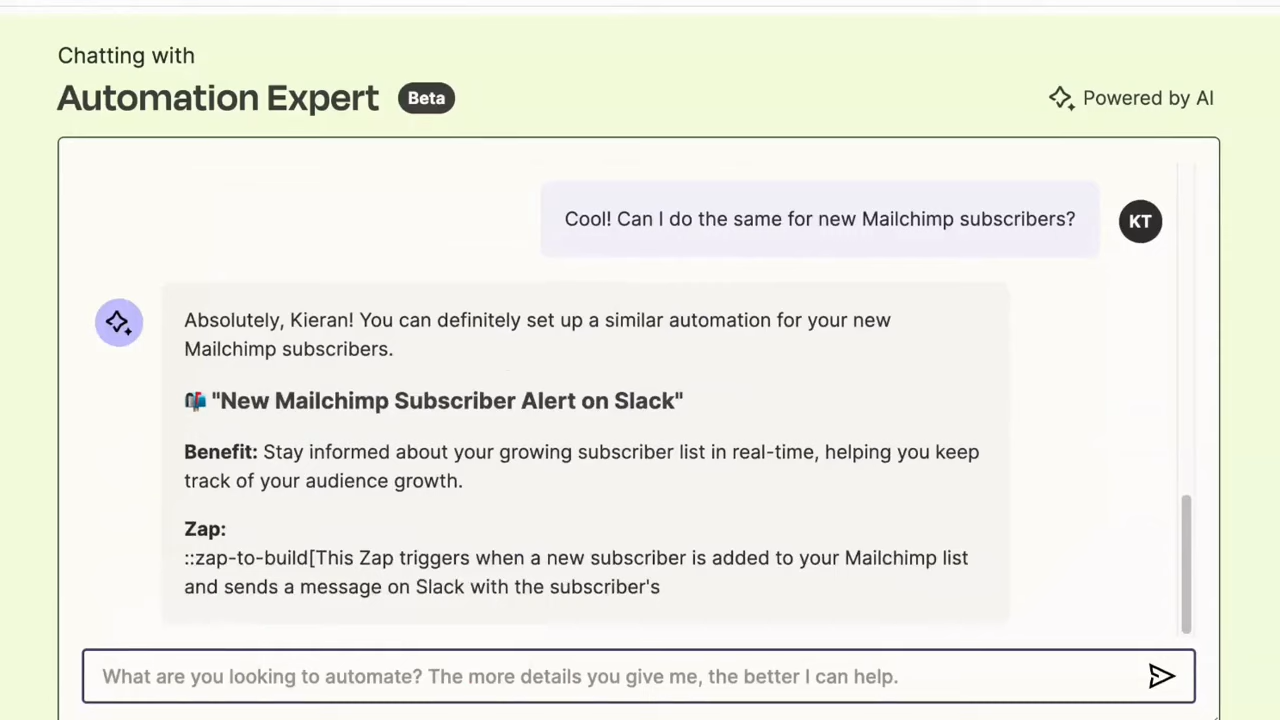 Chatting with
Automation Expert Beta
Powered by AI
Cool! Can I do the same for new Mailchimp subscribers?
KT
Absolutely, Kieran! You can definitely set up a similar automation for your new
Mailchimp subscribers.
📬 "New Mailchimp Subscriber Alert on Slack"
Benefit: Stay informed about your growing subscriber list in real-time, helping you keep
track of your audience growth.
Zap:
::zap-to-build[This Zap triggers when a new subscriber is added to your Mailchimp list
and sends a message on Slack with the subscriber's
What are you looking to automate? The more details you give me, the better I can help.